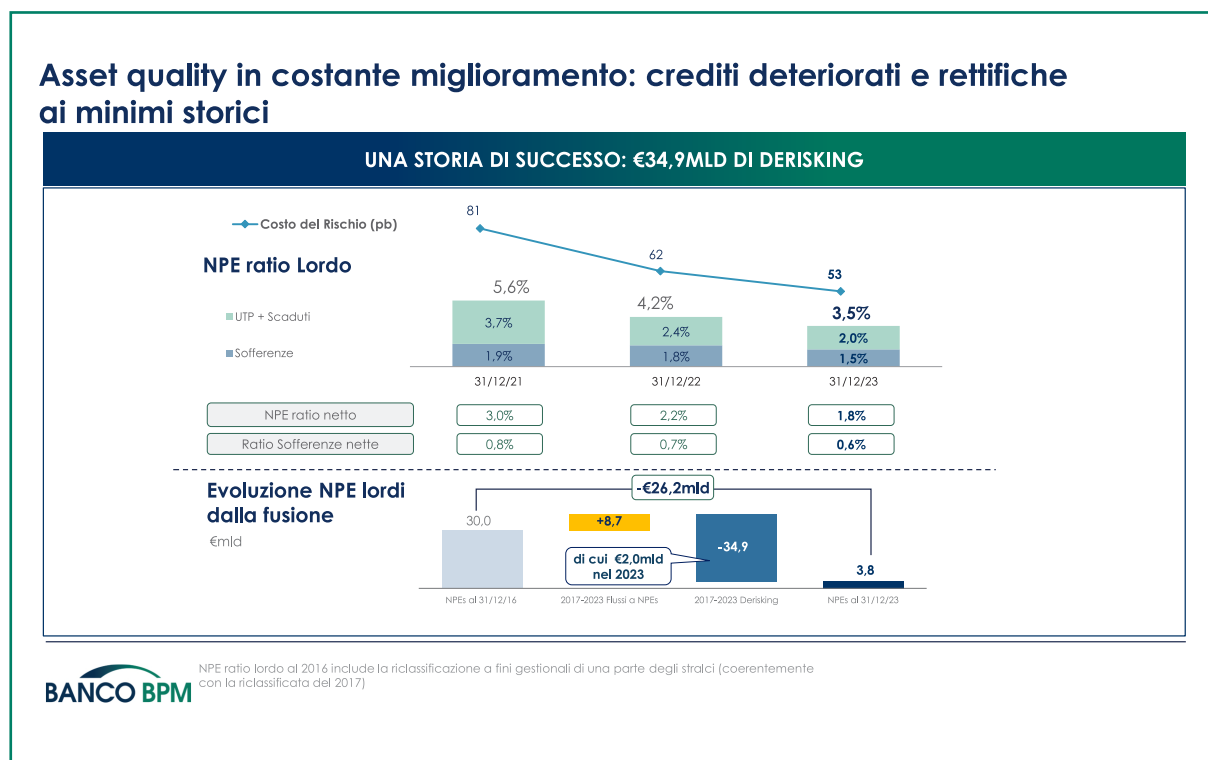 Asset quality in costante miglioramento: crediti deteriorati e rettifiche
ai minimi storici
UNA STORIA DI SUCCESSO: €34,9MLD DI DERISKING
Costo del Rischio (pb)
81
62
53
NPE ratio Lordo
5,6%
4,2%
3,5%
UTP + Scaduti
3,7%
2,4%
2,0%
Sofferenze
1,9%
1,8%
1,5%
31/12/21
31/12/22
31/12/23
NPE ratio netto
3,0%
2,2%
1,8%
Ratio Sofferenze nette
0,8%
0,7%
0,6%
Evoluzione NPE lordi
dalla fusione
€mld
-€26,2mld
30,0
+8,7
-34,9
di cui €2,0mld
nel 2023
3,8
NPEs al 31/12/16
2017-2023 Flussi a NPEs
2017-2023 Derisking
NPEs al 31/12/23
NPE ratio lordo al 2016 include la riclassificazione a fini gestionali di una parte degli stralci (coerentemente
con la riclassificata del 2017)
BANCO BPM